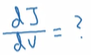 dJ/dv = ?